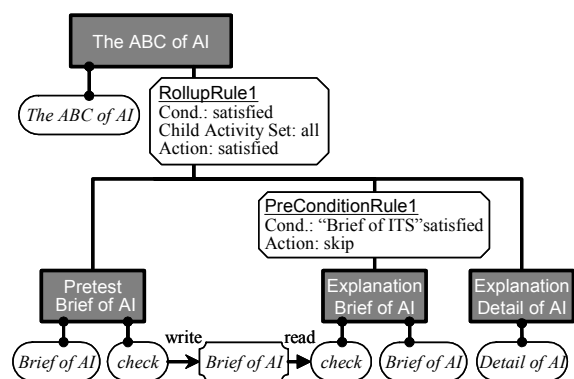 The ABC of AI
The ABC of AI
RollupRule1
Cond.: satisfied
Child Activity Set: all
Action: satisfied
PreConditionRule1
Cond.: “Brief of ITS”satisfied
Action: skip
Pretest
Brief of AI
Explanation
Brief of AI
Explanation
Detail of AI
Brief of AI
check
write
Brief of AI
read
check
Brief of AI
Detail of AI